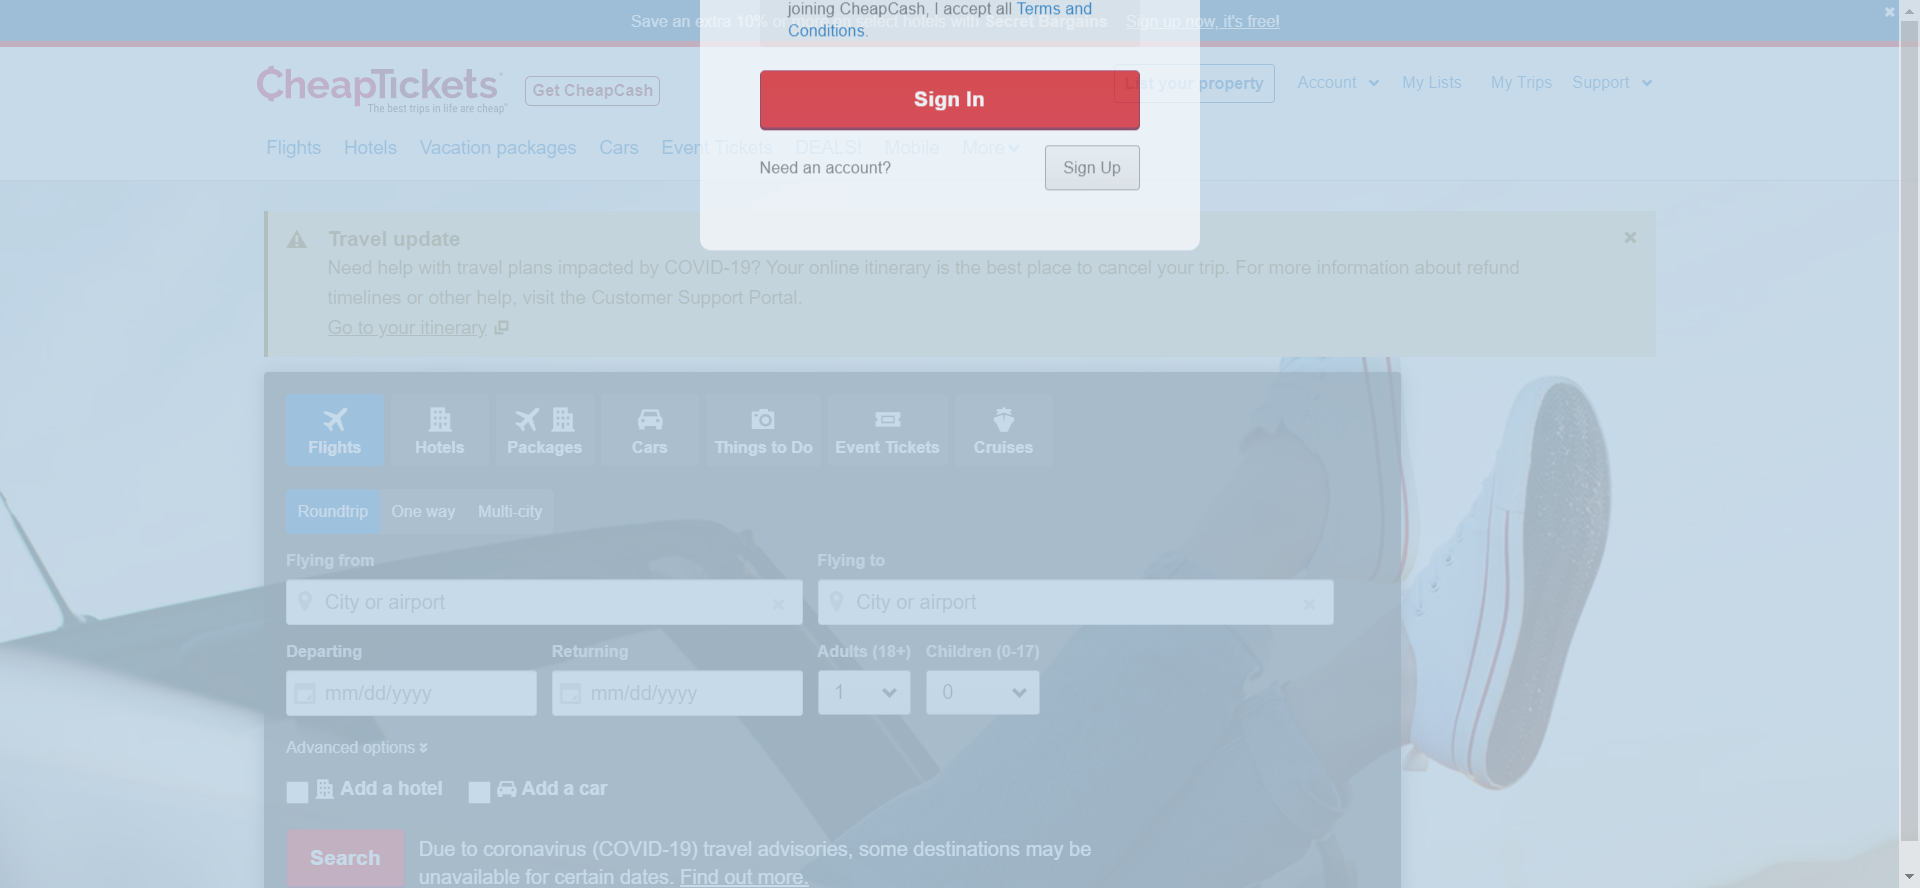 Save an extra 10% or more on select hotels with Secret Bargains. Sign up now, it's free!
joining CheapCash, I accept all Terms and
Conditions.
Sign In
Need an account?
Sign Up
CheapTickets
The best trips in life are cheap
Get CheapCash
List your property
Account
My Lists
My Trips
Support
Flights
Hotels
Vacation packages
Cars
Event Tickets
DEALS!
Mobile
More
Travel update
Need help with travel plans impacted by COVID-19? Your online itinerary is the best place to cancel your trip. For more information about refund
timelines or other help, visit the Customer Support Portal.
Go to your itinerary
Flights
Hotels
Packages
Cars
Things to Do
Event Tickets
Cruises
Roundtrip
One way
Multi-city
Flying from
Flying to
City or airport
City or airport
Departing
Returning
Adults (18+)
Children (0-17)
mm/dd/yyyy
mm/dd/yyyy
1
0
Advanced options
Add a hotel
Add a car
Search
Due to coronavirus (COVID-19) travel advisories, some destinations may be
unavailable for certain dates. Find out more.